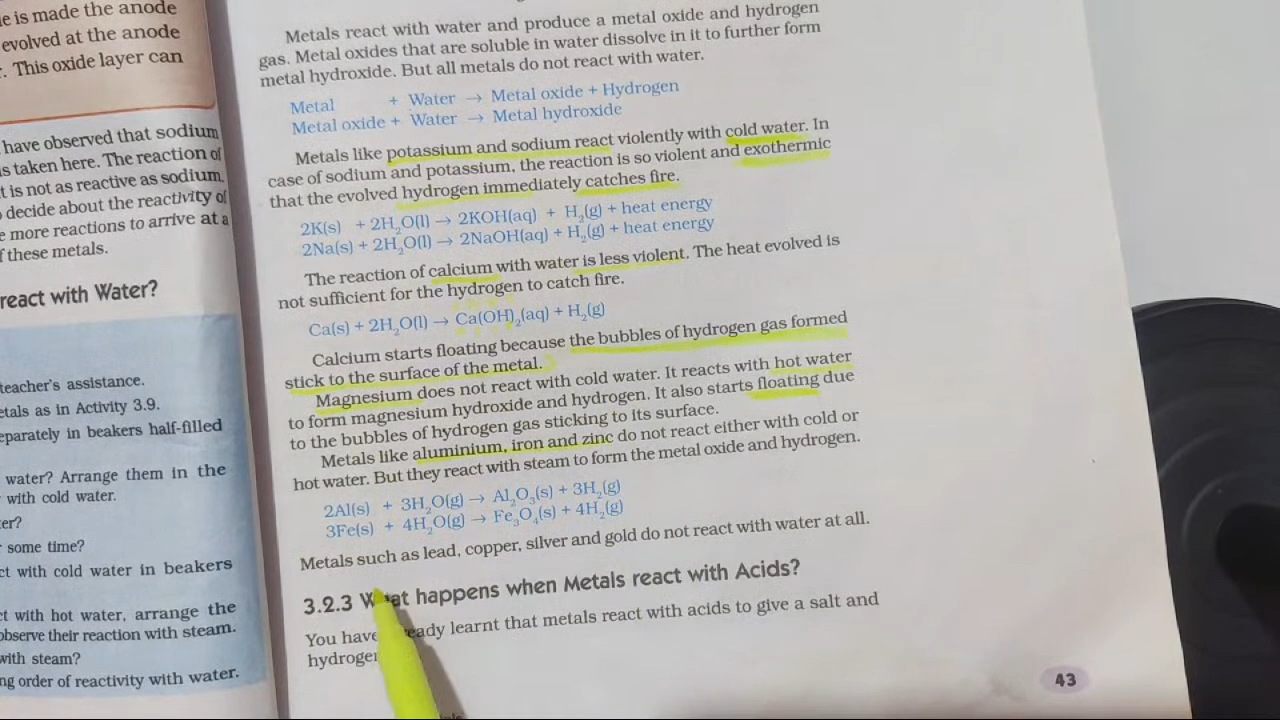 e is made the anode
evolved at the anode
. This oxide layer can
have observed that sodium
s taken here. The reaction of
t is not as reactive as sodium.
decide about the reactivity of
e more reactions to arrive at a
f these metals.
react with Water?
teacher's assistance.
etals as in Activity 3.9.
eparately in beakers half-filled
water? Arrange them in the
with cold water.
er?
some time?
ct with cold water in beakers
ct with hot water, arrange the
observe their reaction with steam.
with steam?
ng order of reactivity with water.
Metals react with water and produce a metal oxide and hydrogen
gas. Metal oxides that are soluble in water dissolve in it to further form
metal hydroxide. But all metals do not react with water.
Metal + Water → Metal oxide + Hydrogen
Metal oxide + Water → Metal hydroxide
Metals like potassium and sodium react violently with cold water. In
case of sodium and potassium, the reaction is so violent and exothermic
that the evolved hydrogen immediately catches fire.
2K(s) + 2H₂O(l) → 2KOH(aq) + H₂(g) + heat energy
2Na(s) + 2H₂O(l) → 2NaOH(aq) + H₂(g) + heat energy
The reaction of calcium with water is less violent. The heat evolved is
not sufficient for the hydrogen to catch fire.
Ca(s) + 2H₂O(l) → Ca(OH)₂(aq) + H₂(g)
Calcium starts floating because the bubbles of hydrogen gas formed
stick to the surface of the metal.
Magnesium does not react with cold water. It reacts with hot water
to form magnesium hydroxide and hydrogen. It also starts floating due
to the bubbles of hydrogen gas sticking to its surface.
Metals like aluminium, iron and zinc do not react either with cold or
hot water. But they react with steam to form the metal oxide and hydrogen.
2Al(s) + 3H₂O(g) → Al₂O₃(s) + 3H₂(g)
3Fe(s) + 4H₂O(g) → Fe₃O₄(s) + 4H₂(g)
Metals such as lead, copper, silver and gold do not react with water at all.
3.2.3 What happens when Metals react with Acids?
You have ready learnt that metals react with acids to give a salt and
hydrogen
43